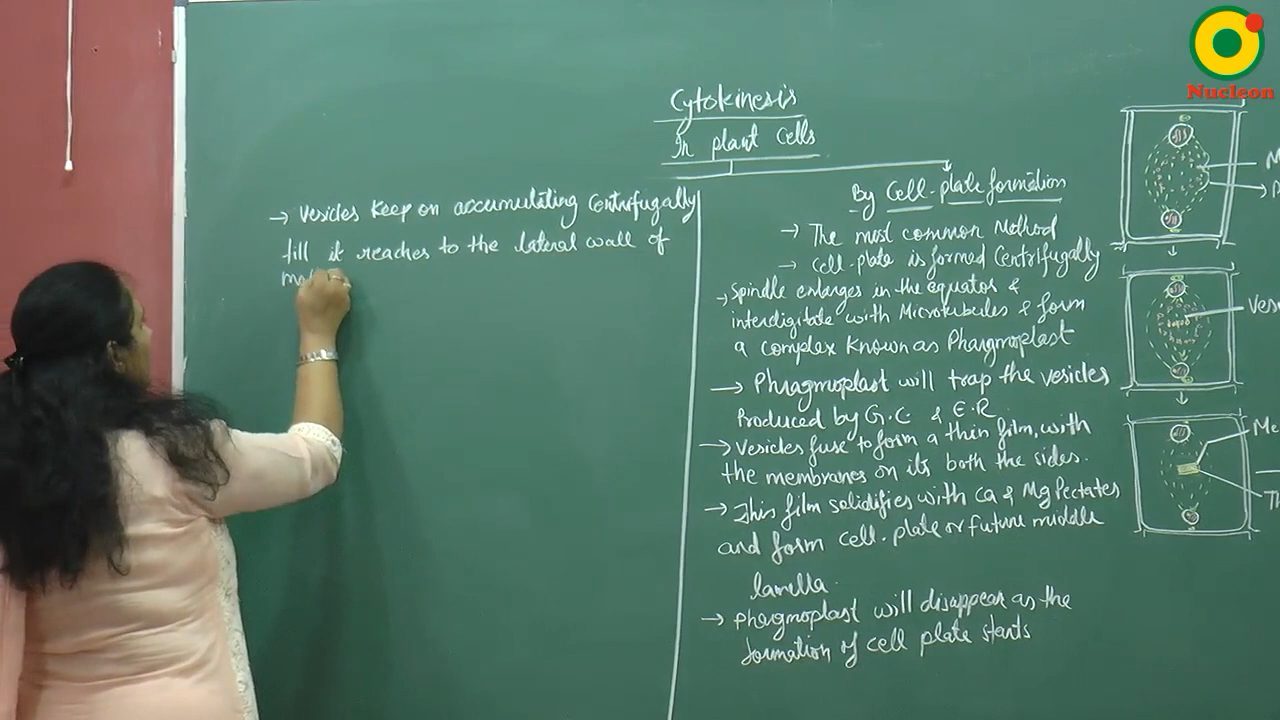 Nucleon
Cytokinesis
In plant Cells
→ Vesicles Keep on accumulating Centrifugally
till it reaches to the lateral wall of
By Cell-plate formation
→ The most common Method
→ Cell-plate is formed Centrifugally
→ Spindle enlarges in the equator &
interdigitate with Microtubules & form
a complex Known as Phargmoplast
→ Phragmoplast will trap the vesicles
Produced by G.C & E.R
→ Vesicles fuse to form a thin film, with
the membranes on its both the sides.
→ This film solidifies with Ca & Mg Pectates
and form cell-plate or future middle
lamella.
→ Phargmoplast will disappear as the
formation of cell plate starts